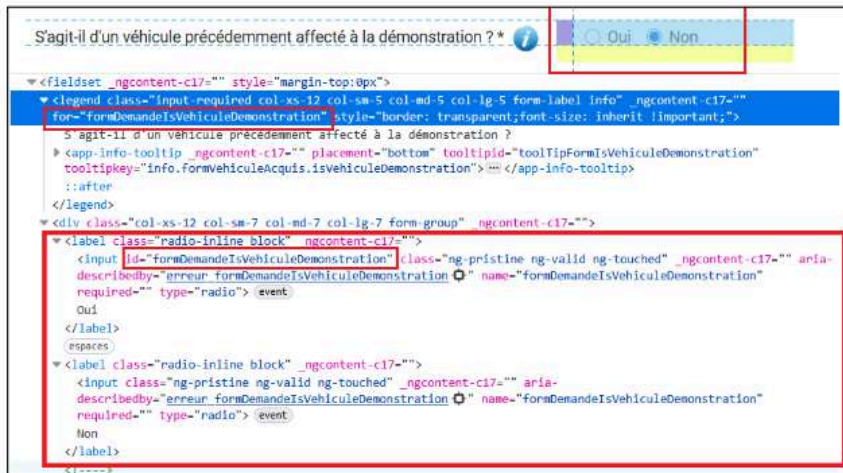 S'agit-il d'un véhicule précédemment affecté à la démonstration ? * i Oui Non
<fieldset _ngcontent-c17="" style="margin-top:0px">
<legend class="input-required col-xs-12 col-sm-5 col-md-5 col-lg-5 form-label info" _ngcontent-c17=""
for="formDemandeIsVehiculeDemonstration" style="border: transparent;font-size: inherit !important;">
S'agit-il d'un véhicule précédemment affecté à la démonstration ?
<app-info-tooltip _ngcontent-c17="" placement="bottom" tooltipid="toolTipFormIsVehiculeDemonstration"
tooltipkey="info.formVehiculeAcquis.isVehiculeDemonstration"> ... </app-info-tooltip>
::after
</legend>
<div class="col-xs-12 col-sm-7 col-md-7 col-lg-7 form-group" _ngcontent-c17="">
<label class="radio-inline block" _ngcontent-c17="">
<input id="formDemandeIsVehiculeDemonstration" class="ng-pristine ng-valid ng-touched" _ngcontent-c17="" aria-
describedby="erreur_formDemandeIsVehiculeDemonstration" name="formDemandeIsVehiculeDemonstration"
required="" type="radio"> event
Oui
</label>
espaces
<label class="radio-inline block" _ngcontent-c17="">
<input class="ng-pristine ng-valid ng-touched" _ngcontent-c17="" aria-
describedby="erreur_formDemandeIsVehiculeDemonstration" name="formDemandeIsVehiculeDemonstration"
required="" type="radio"> event
Non
</label>
<!---->